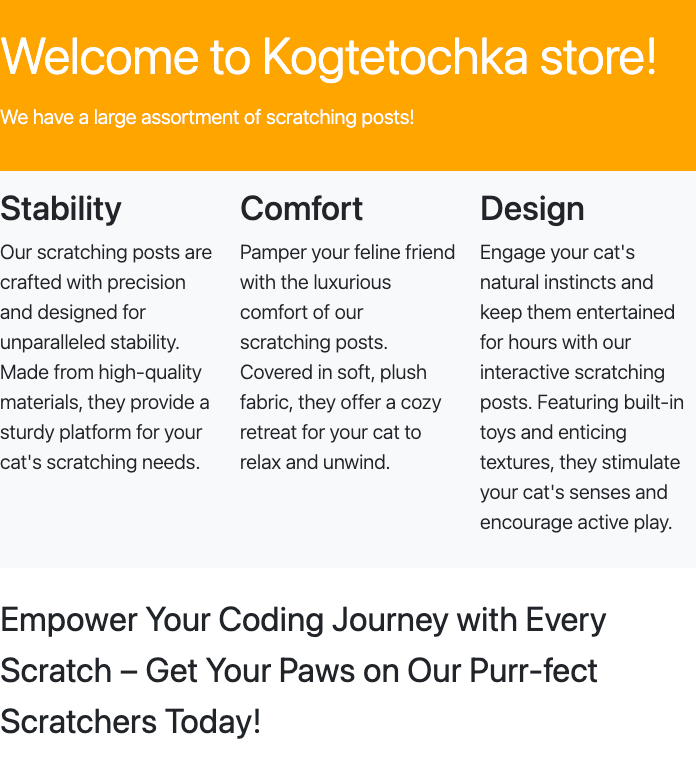 Welcome to Kogtetochka store!
We have a large assortment of scratching posts!
Stability
Our scratching posts are
crafted with precision
and designed for
unparalleled stability.
Made from high-quality
materials, they provide a
sturdy platform for your
cat's scratching needs.
Comfort
Pamper your feline friend
with the luxurious
comfort of our
scratching posts.
Covered in soft, plush
fabric, they offer a cozy
retreat for your cat to
relax and unwind.
Design
Engage your cat's
natural instincts and
keep them entertained
for hours with our
interactive scratching
posts. Featuring built-in
toys and enticing
textures, they stimulate
your cat's senses and
encourage active play.
Empower Your Coding Journey with Every
Scratch – Get Your Paws on Our Purr-fect
Scratchers Today!